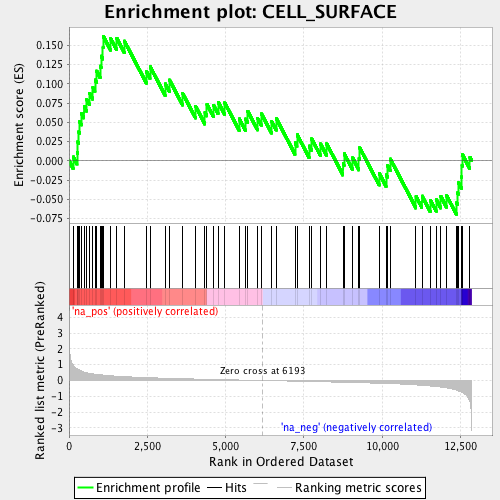 Enrichment plot: CELL_SURFACE
Enrichment score (ES)
0.150
0.125
0.100
0.075
0.050
0.025
0.000
-0.025
-0.050
-0.075
'na_pos' (positively correlated)
Ranked list metric (PreRanked)
4
3
2
1
0
-1
-2
-3
Zero cross at 6193
'na_neg' (negatively correlated)
0
2,500
5,000
7,500
10,000
12,500
Rank in Ordered Dataset
Enrichment profile
Hits
Ranking metric scores